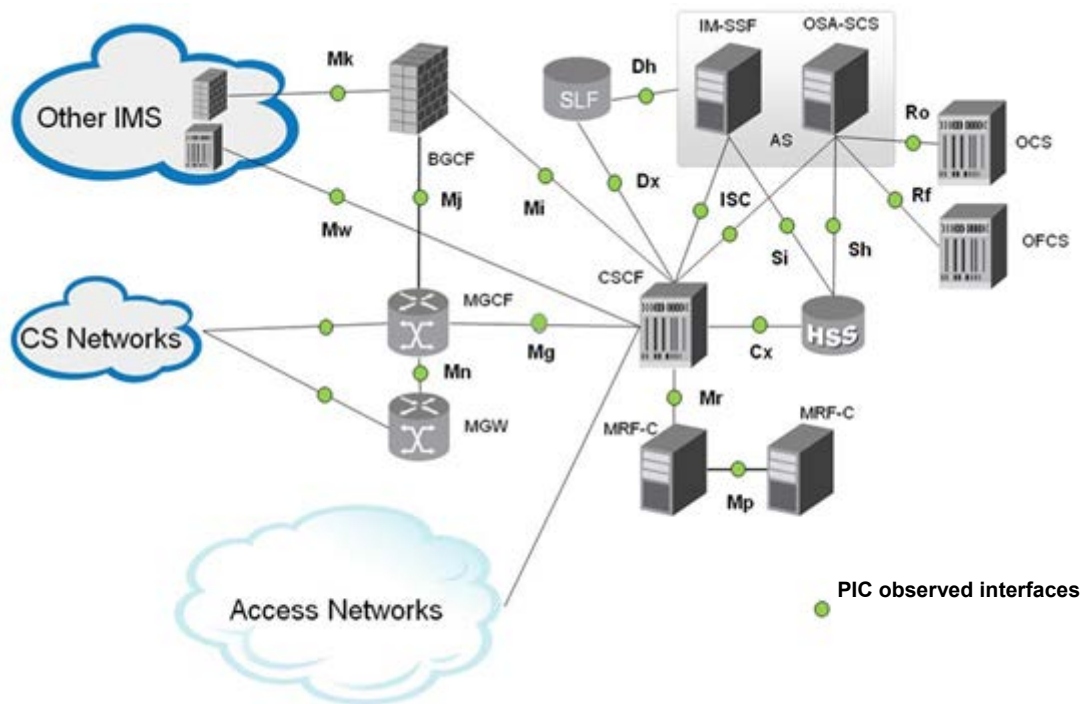 IM-SSF
OSA-SCS
Mk
Dh
SLF
Other IMS
Ro
AS
OCS
BGCF
Dx
ISC
Rf
Mj
Mi
Mw
Si
Sh
OFCS
CSCF
MGCF
CS Networks
HSS
Mg
Cx
Mn
Mr
MRF-C
MRF-C
MGW
Mp
PIC observed interfaces
Access Networks